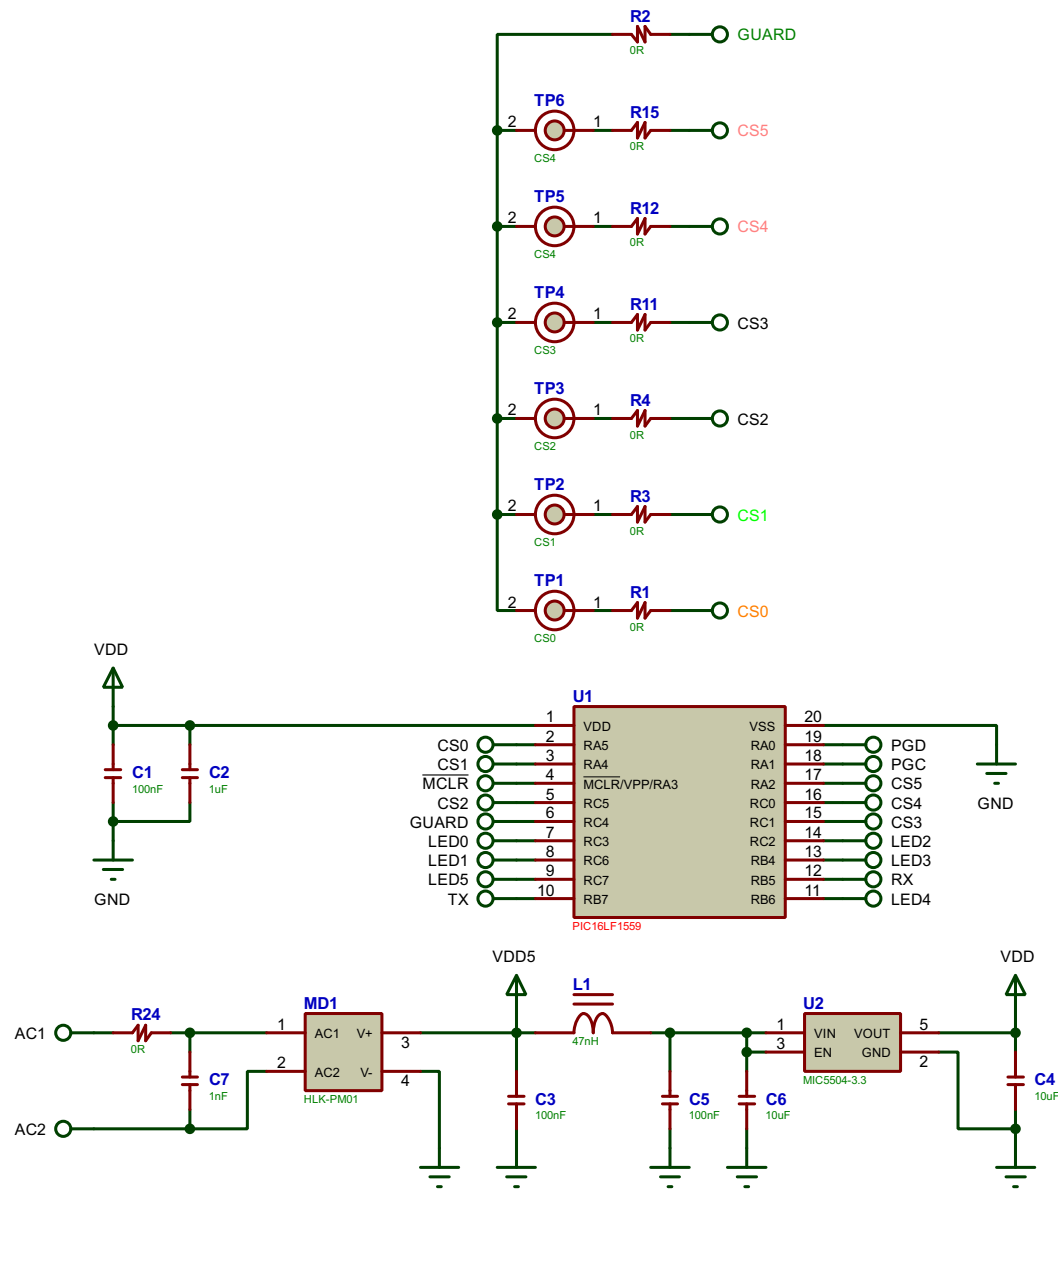 R2
GUARD
0R
TP6
2
1
R15
CS5
CS4
0R
TP5
2
1
R12
CS4
CS4
0R
TP4
2
1
R11
CS3
CS3
0R
TP3
2
1
R4
CS2
CS2
0R
TP2
2
1
R3
CS1
CS1
0R
TP1
2
1
R1
CS0
CS0
0R
VDD
C1
100nF
C2
1uF
GND
U1
1 VDD VSS 20
CS0 2 RA5 RA0 19 PGD
CS1 3 RA4 RA1 18 PGC
MCLR 4 MCLR/VPP/RA3 RA2 17 CS5
CS2 5 RC5 RC0 16 CS4
GUARD 6 RC4 RC1 15 CS3
LED0 7 RC3 RC2 14 LED2
LED1 8 RC6 RB4 13 LED3
LED5 9 RC7 RB5 12 RX
TX 10 RB7 RB6 11 LED4
PIC16LF1559
GND
AC1
R24
0R
C7
1nF
AC2
MD1
1 AC1 V+ 3
2 AC2 V- 4
HLK-PM01
VDD5
C3
100nF
L1
47nH
C5
100nF
C6
10uF
U2
1 VIN VOUT 5
3 EN GND 2
MIC5504-3.3
VDD
C4
10uF